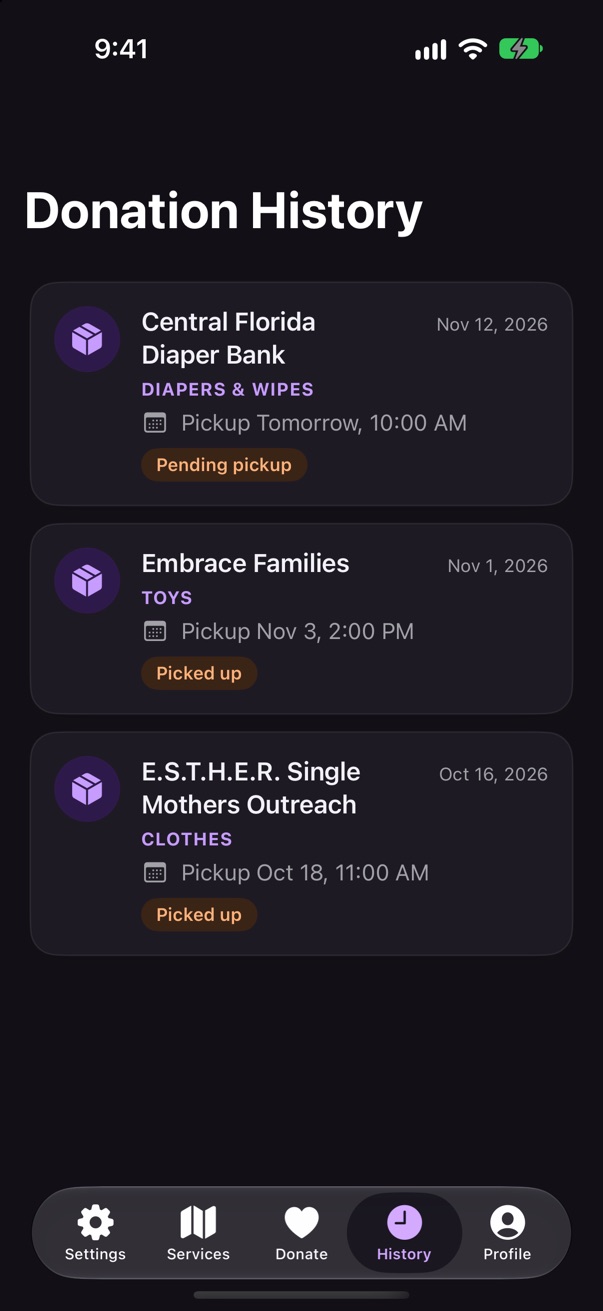 9:41
Donation History
Central Florida
Diaper Bank
Nov 12, 2026
DIAPERS & WIPES
Pickup Tomorrow, 10:00 AM
Pending pickup
Embrace Families
Nov 1, 2026
TOYS
Pickup Nov 3, 2:00 PM
Picked up
E.S.T.H.E.R. Single
Mothers Outreach
Oct 16, 2026
CLOTHES
Pickup Oct 18, 11:00 AM
Picked up
Settings
Services
Donate
History
Profile